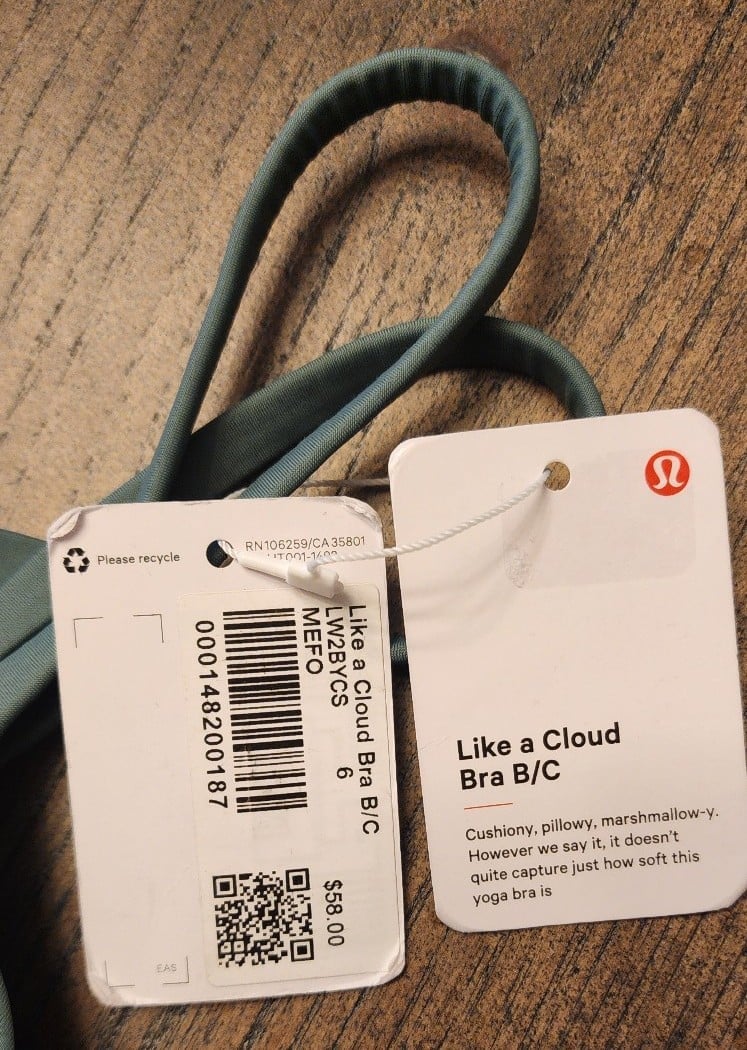 Please recycle
RN106259/CA35801
Like a Cloud Bra B/C
LW2BYCS 6
MEFO
000148200187
$58.00
EAS
Like a Cloud
Bra B/C
Cushiony, pillowy, marshmallow-y.
However we say it, it doesn't
quite capture just how soft this
yoga bra is